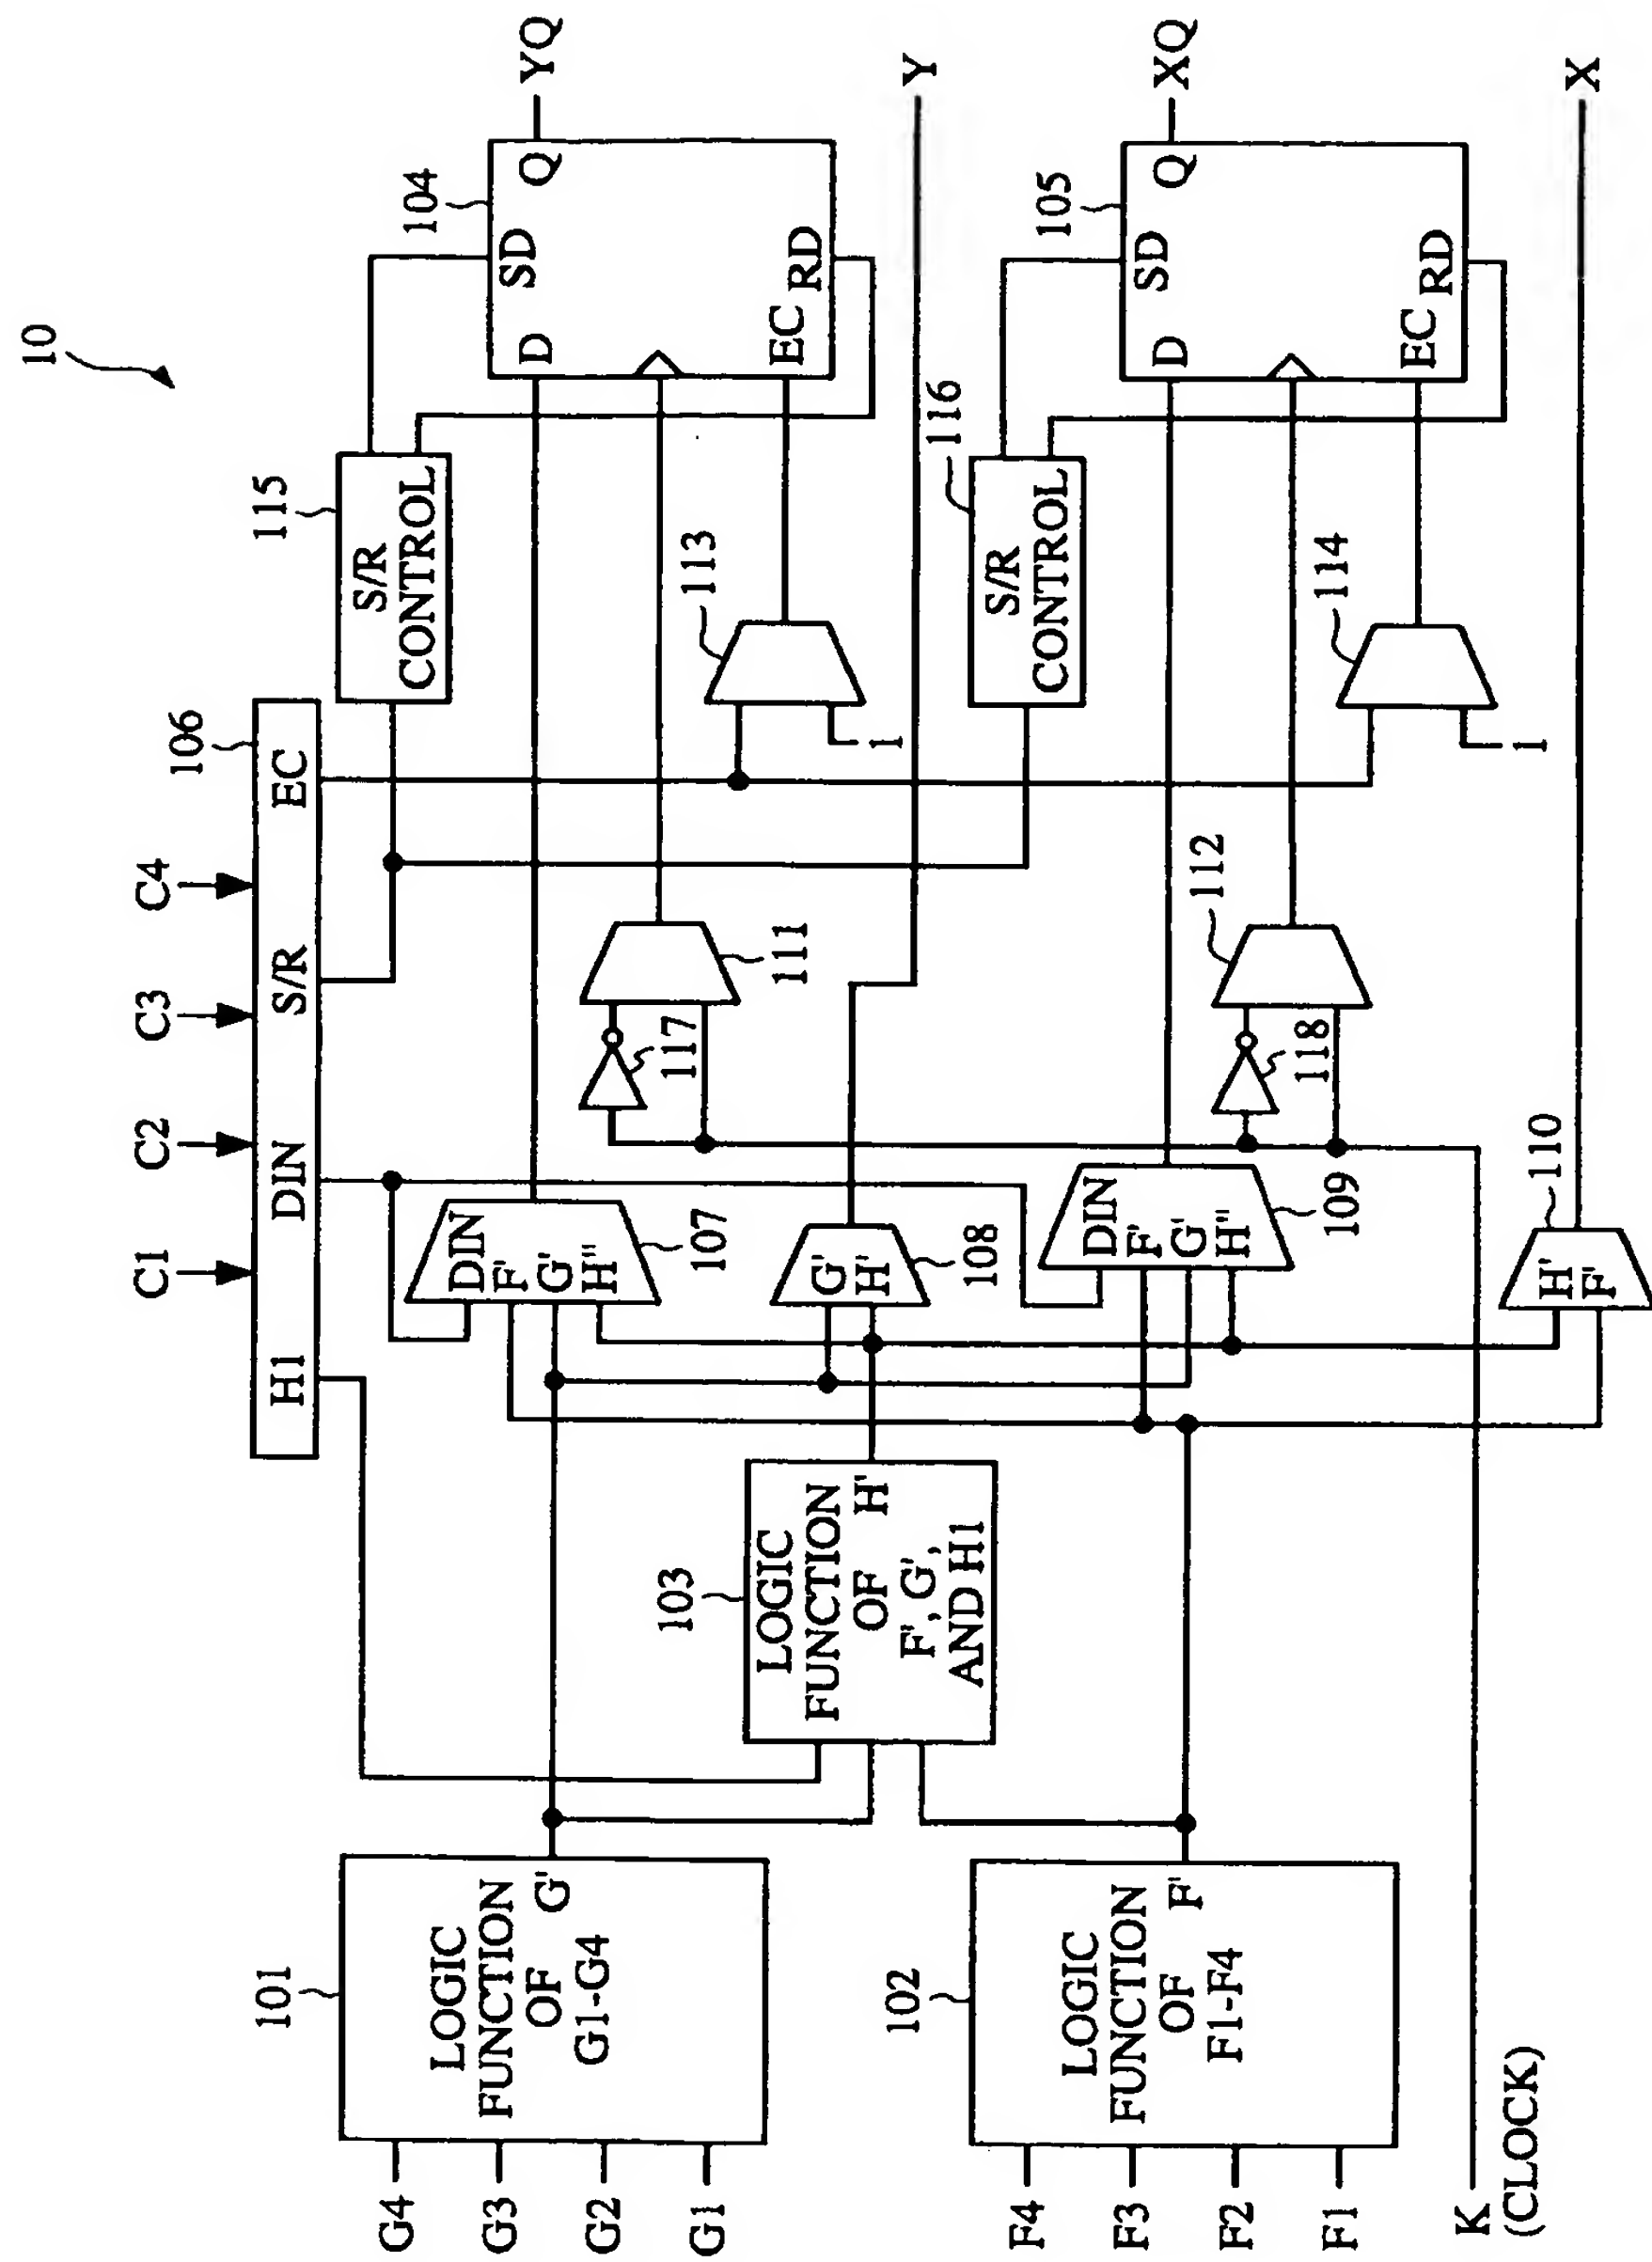 10
C1
C2
C3
C4
106
H1
DIN
S/R
EC
115
S/R
CONTROL
104
SD
D
Q
EC
RD
YQ
101
LOGIC
FUNCTION
OF
G1-G4
G'
G4
G3
G2
G1
107
DIN
F'
G'
H"
117
111
113
1
Y
103
LOGIC
FUNCTION
OF
F', G',
AND H1
H'
108
G'
H'
116
S/R
CONTROL
105
SD
D
Q
EC
RD
XQ
102
LOGIC
FUNCTION
OF
F1-F4
F'
F4
F3
F2
F1
109
DIN
F'
G'
H"
118
112
114
1
110
H'
F'
X
K
(CLOCK)